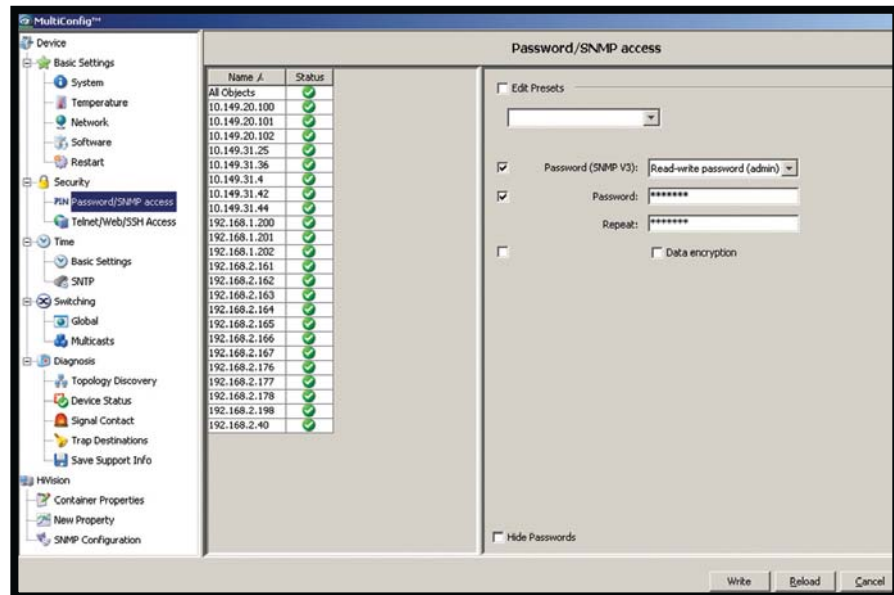 MultiConfig™
Device
Basic Settings
System
Temperature
Network
Software
Restart
Security
PIN Password/SNMP access
Telnet/Web/SSH Access
Time
Basic Settings
SNTP
Switching
Global
Multicasts
Diagnosis
Topology Discovery
Device Status
Signal Contact
Trap Destinations
Save Support Info
HiVision
Container Properties
New Property
SNMP Configuration
Password/SNMP access
Name Status
All Objects
10.149.20.100
10.149.20.101
10.149.20.102
10.149.31.25
10.149.31.36
10.149.31.4
10.149.31.42
10.149.31.44
192.168.1.200
192.168.1.201
192.168.1.202
192.168.2.161
192.168.2.162
192.168.2.163
192.168.2.164
192.168.2.165
192.168.2.166
192.168.2.167
192.168.2.176
192.168.2.177
192.168.2.178
192.168.2.198
192.168.2.40
Edit Presets
Password (SNMP V3): Read-write password (admin)
Password: *******
Repeat: *******
Data encryption
Hide Passwords
Write Reload Cancel